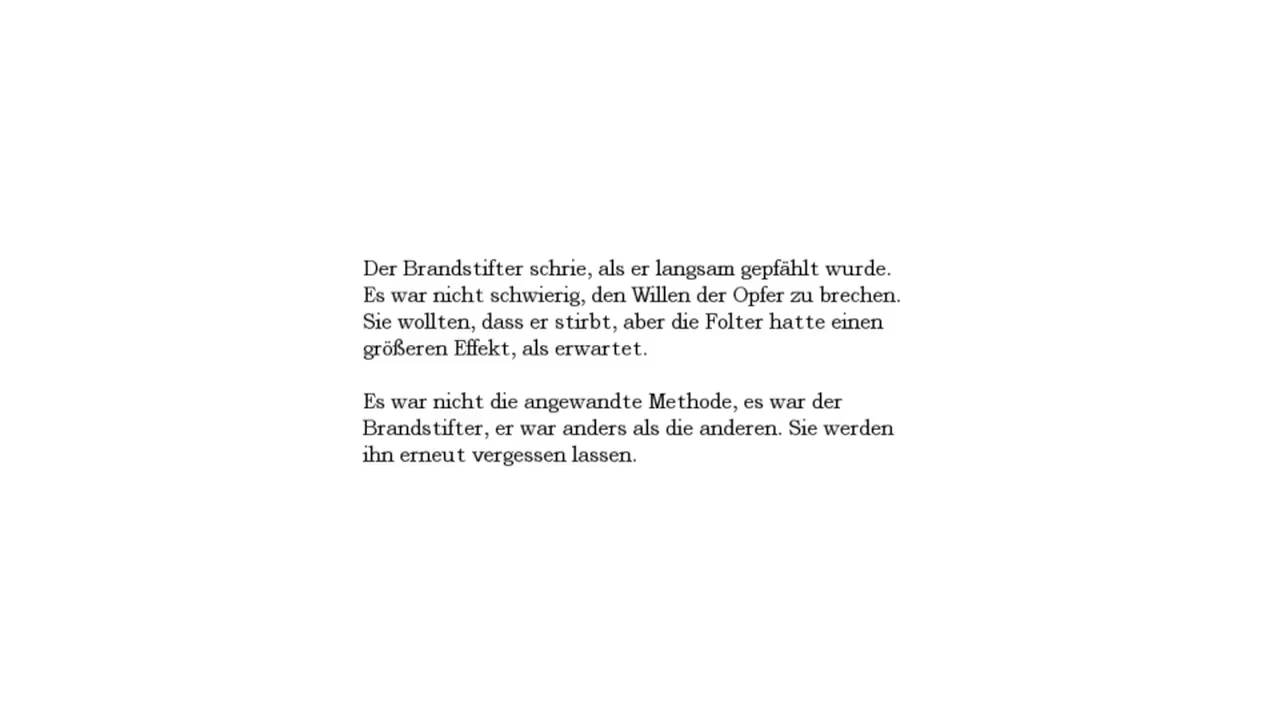 Der Brandstifter schrie, als er langsam gepfählt wurde.
Es war nicht schwierig, den Willen der Opfer zu brechen.
Sie wollten, dass er stirbt, aber die Folter hatte einen
größeren Effekt, als erwartet.
Es war nicht die angewandte Methode, es war der
Brandstifter, er war anders als die anderen. Sie werden
ihn erneut vergessen lassen.